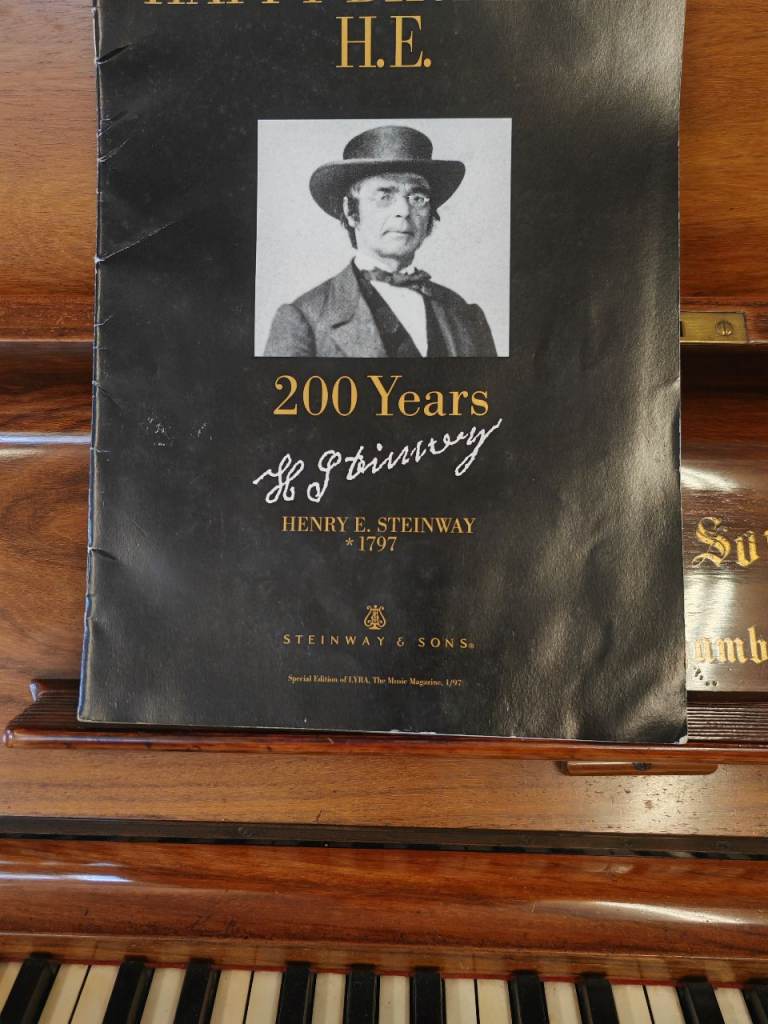 H.E.
200 Years
H Steinway
HENRY E. STEINWAY
* 1797
STEINWAY & SONS®
Special Edition of LYRA, The Music Magazine, 1/97